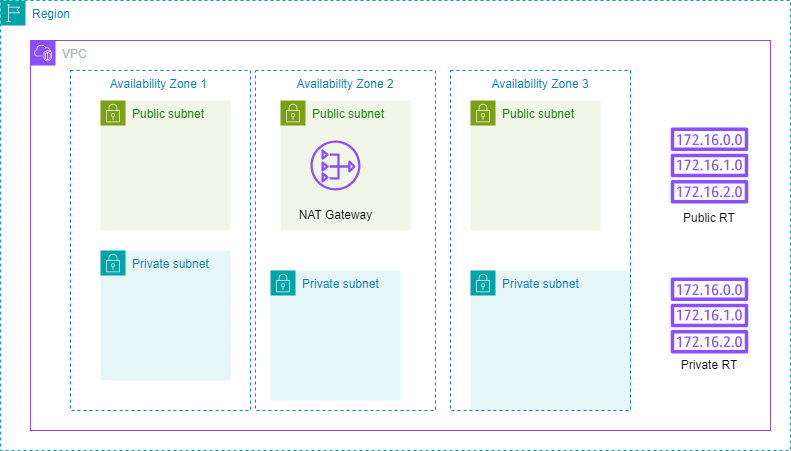 Region
VPC
Availability Zone 1
Availability Zone 2
Availability Zone 3
Public subnet
Public subnet
Public subnet
NAT Gateway
172.16.0.0
172.16.1.0
172.16.2.0
Public RT
Private subnet
Private subnet
Private subnet
172.16.0.0
172.16.1.0
172.16.2.0
Private RT